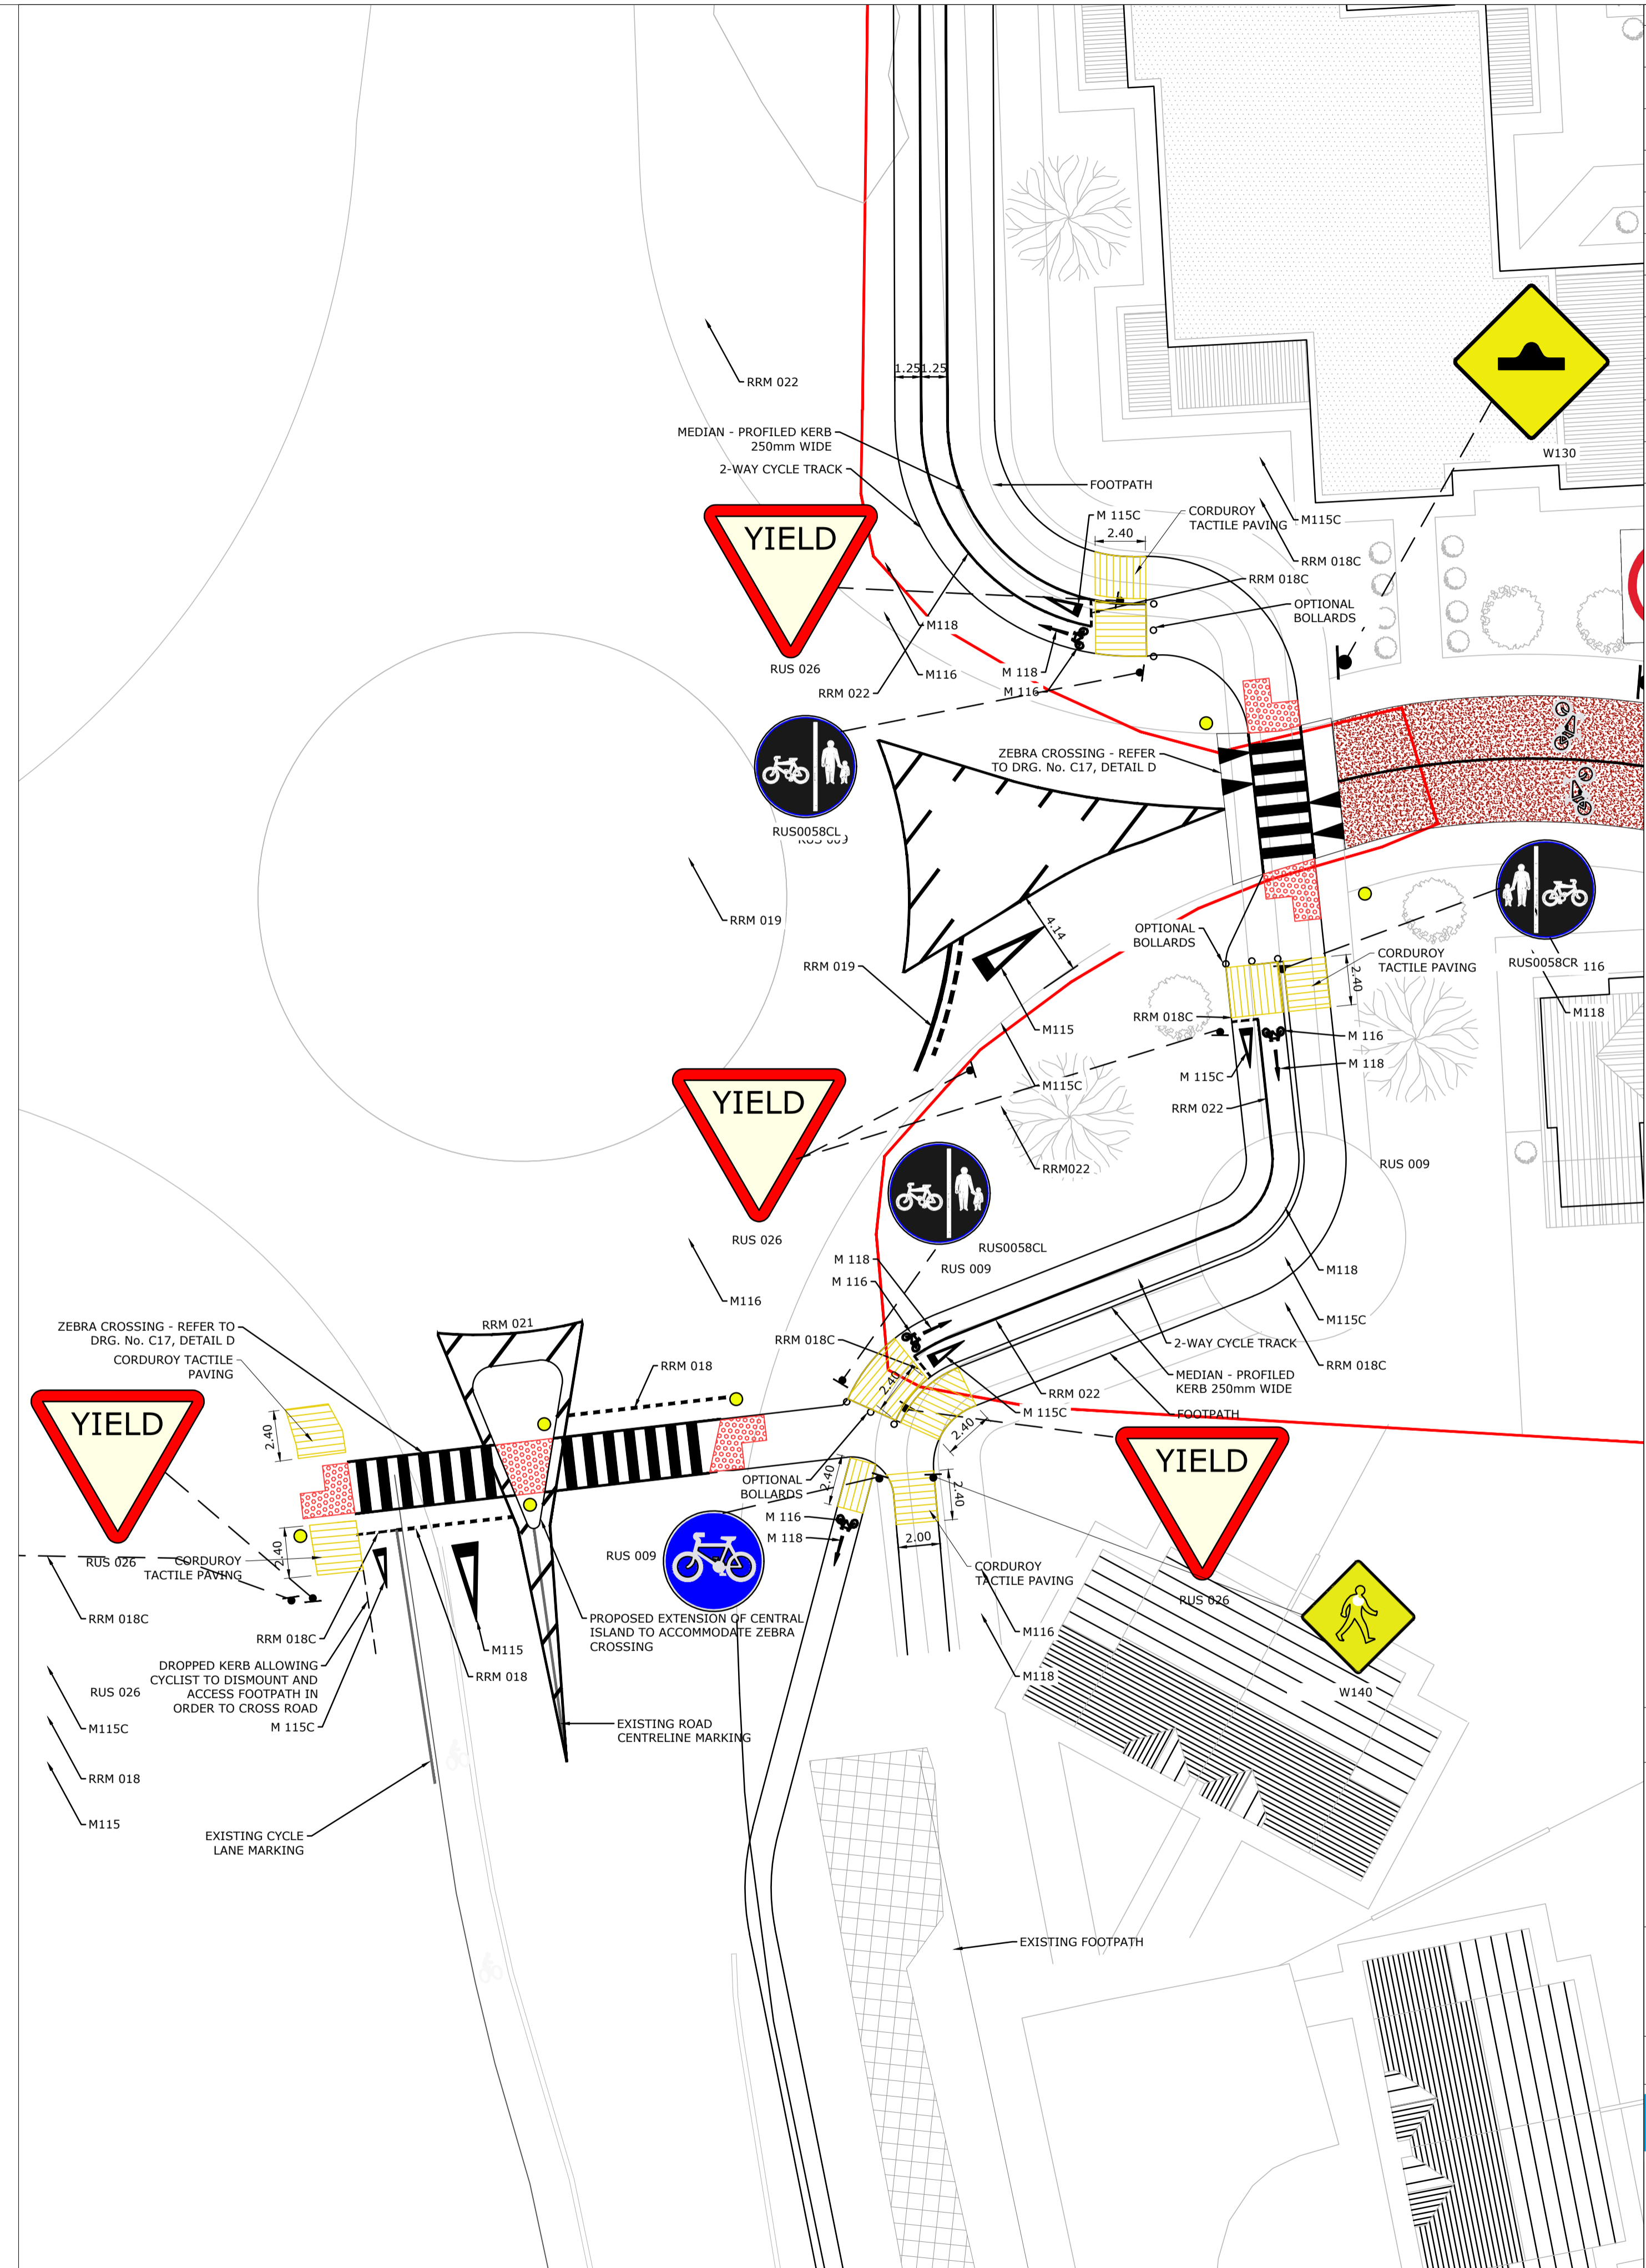 RRM 022
W130
1.25
1.25
MEDIAN - PROFILED KERB
250mm WIDE
2-WAY CYCLE TRACK
FOOTPATH
M 115C
CORDUROY
TACTILE PAVING
2.40
M115C
RRM 018C
YIELD
RUS 026
RRM 018C
OPTIONAL
BOLLARDS
M118
M116
M 118
M 116
RRM 022
ZEBRA CROSSING - REFER
TO DRG. No. C17, DETAIL D
RUS0058CL
RUS 009
RRM 019
4.14
RRM 019
OPTIONAL
BOLLARDS
CORDUROY
TACTILE PAVING
2.40
RUS0058CR
116
M118
M115
RRM 018C
M 116
M 118
M 115C
M115C
RRM 022
YIELD
RUS 026
RRM022
RUS 009
RUS0058CL
RUS 009
M 118
M 116
M116
M118
M115C
RRM 018C
2-WAY CYCLE TRACK
MEDIAN - PROFILED
KERB 250mm WIDE
RRM 022
FOOTPATH
M 115C
RRM 018C
2.40
2.40
ZEBRA CROSSING - REFER TO
DRG. No. C17, DETAIL D
RRM 021
CORDUROY TACTILE
PAVING
RRM 018
YIELD
RUS 026
2.40
2.40
CORDUROY
TACTILE PAVING
OPTIONAL
BOLLARDS
2.40
2.40
2.00
M 116
M 118
RUS 009
CORDUROY
TACTILE PAVING
YIELD
RUS 026
W140
M116
M118
RRM 018C
RRM 018C
M115
RRM 018
PROPOSED EXTENSION OF CENTRAL
ISLAND TO ACCOMMODATE ZEBRA
CROSSING
DROPPED KERB ALLOWING
CYCLIST TO DISMOUNT AND
ACCESS FOOTPATH IN
ORDER TO CROSS ROAD
M 115C
RUS 026
M115C
RRM 018
M115
EXISTING ROAD
CENTRELINE MARKING
EXISTING CYCLE
LANE MARKING
EXISTING FOOTPATH